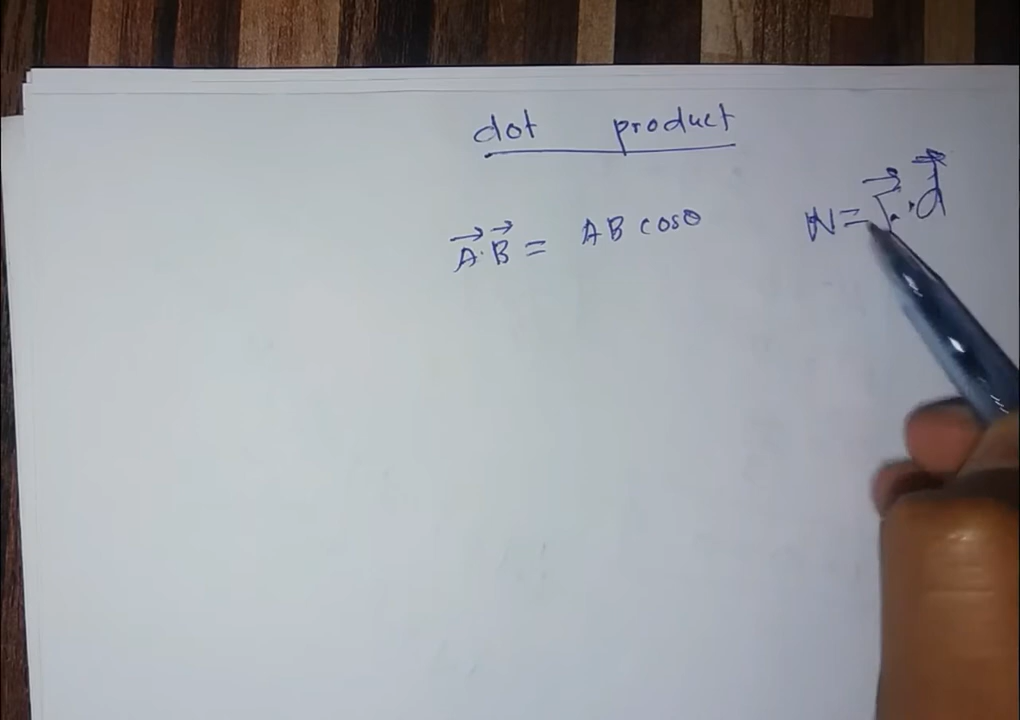 dot product
A⃗·B⃗ = AB cosθ
W = F⃗·d⃗